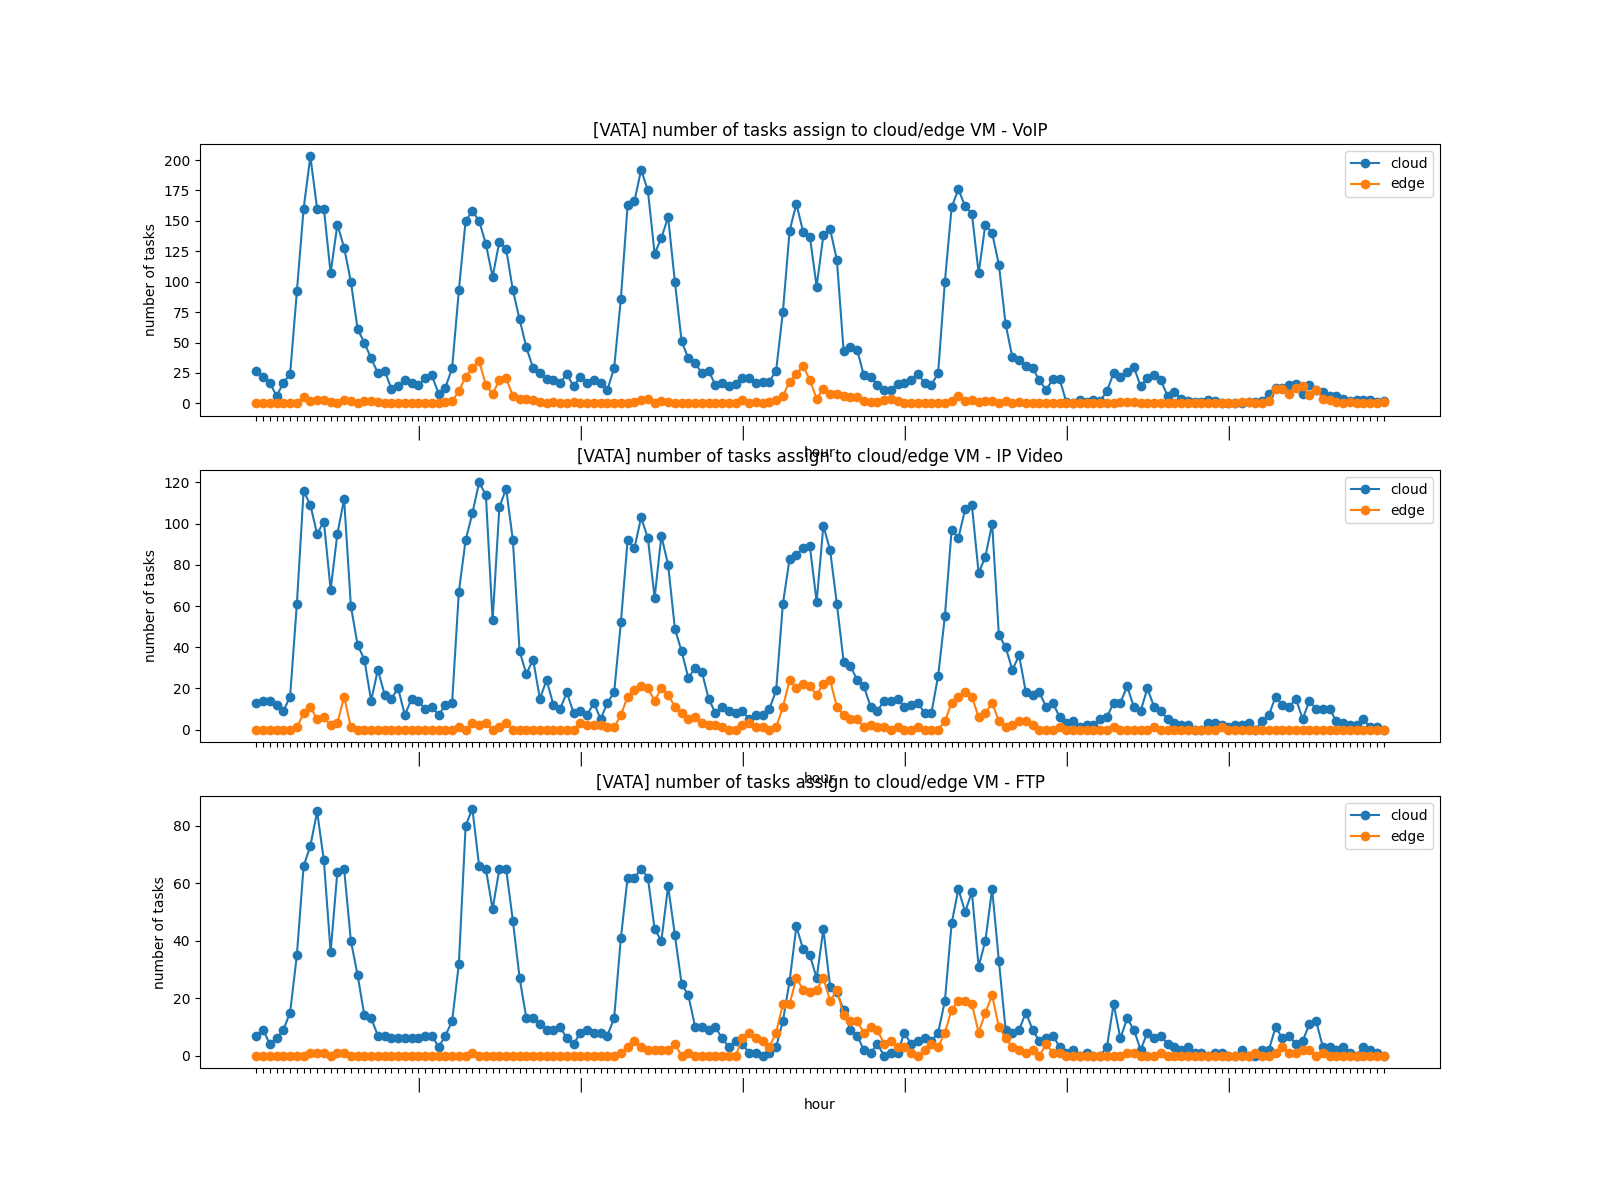 [VATA] number of tasks assign to cloud/edge VM - VoIP
200
175
150
125
100
75
50
25
0
number of tasks
cloud
edge
hour
[VATA] number of tasks assign to cloud/edge VM - IP Video
120
100
80
60
40
20
0
number of tasks
cloud
edge
hour
[VATA] number of tasks assign to cloud/edge VM - FTP
80
60
40
20
0
number of tasks
cloud
edge
hour